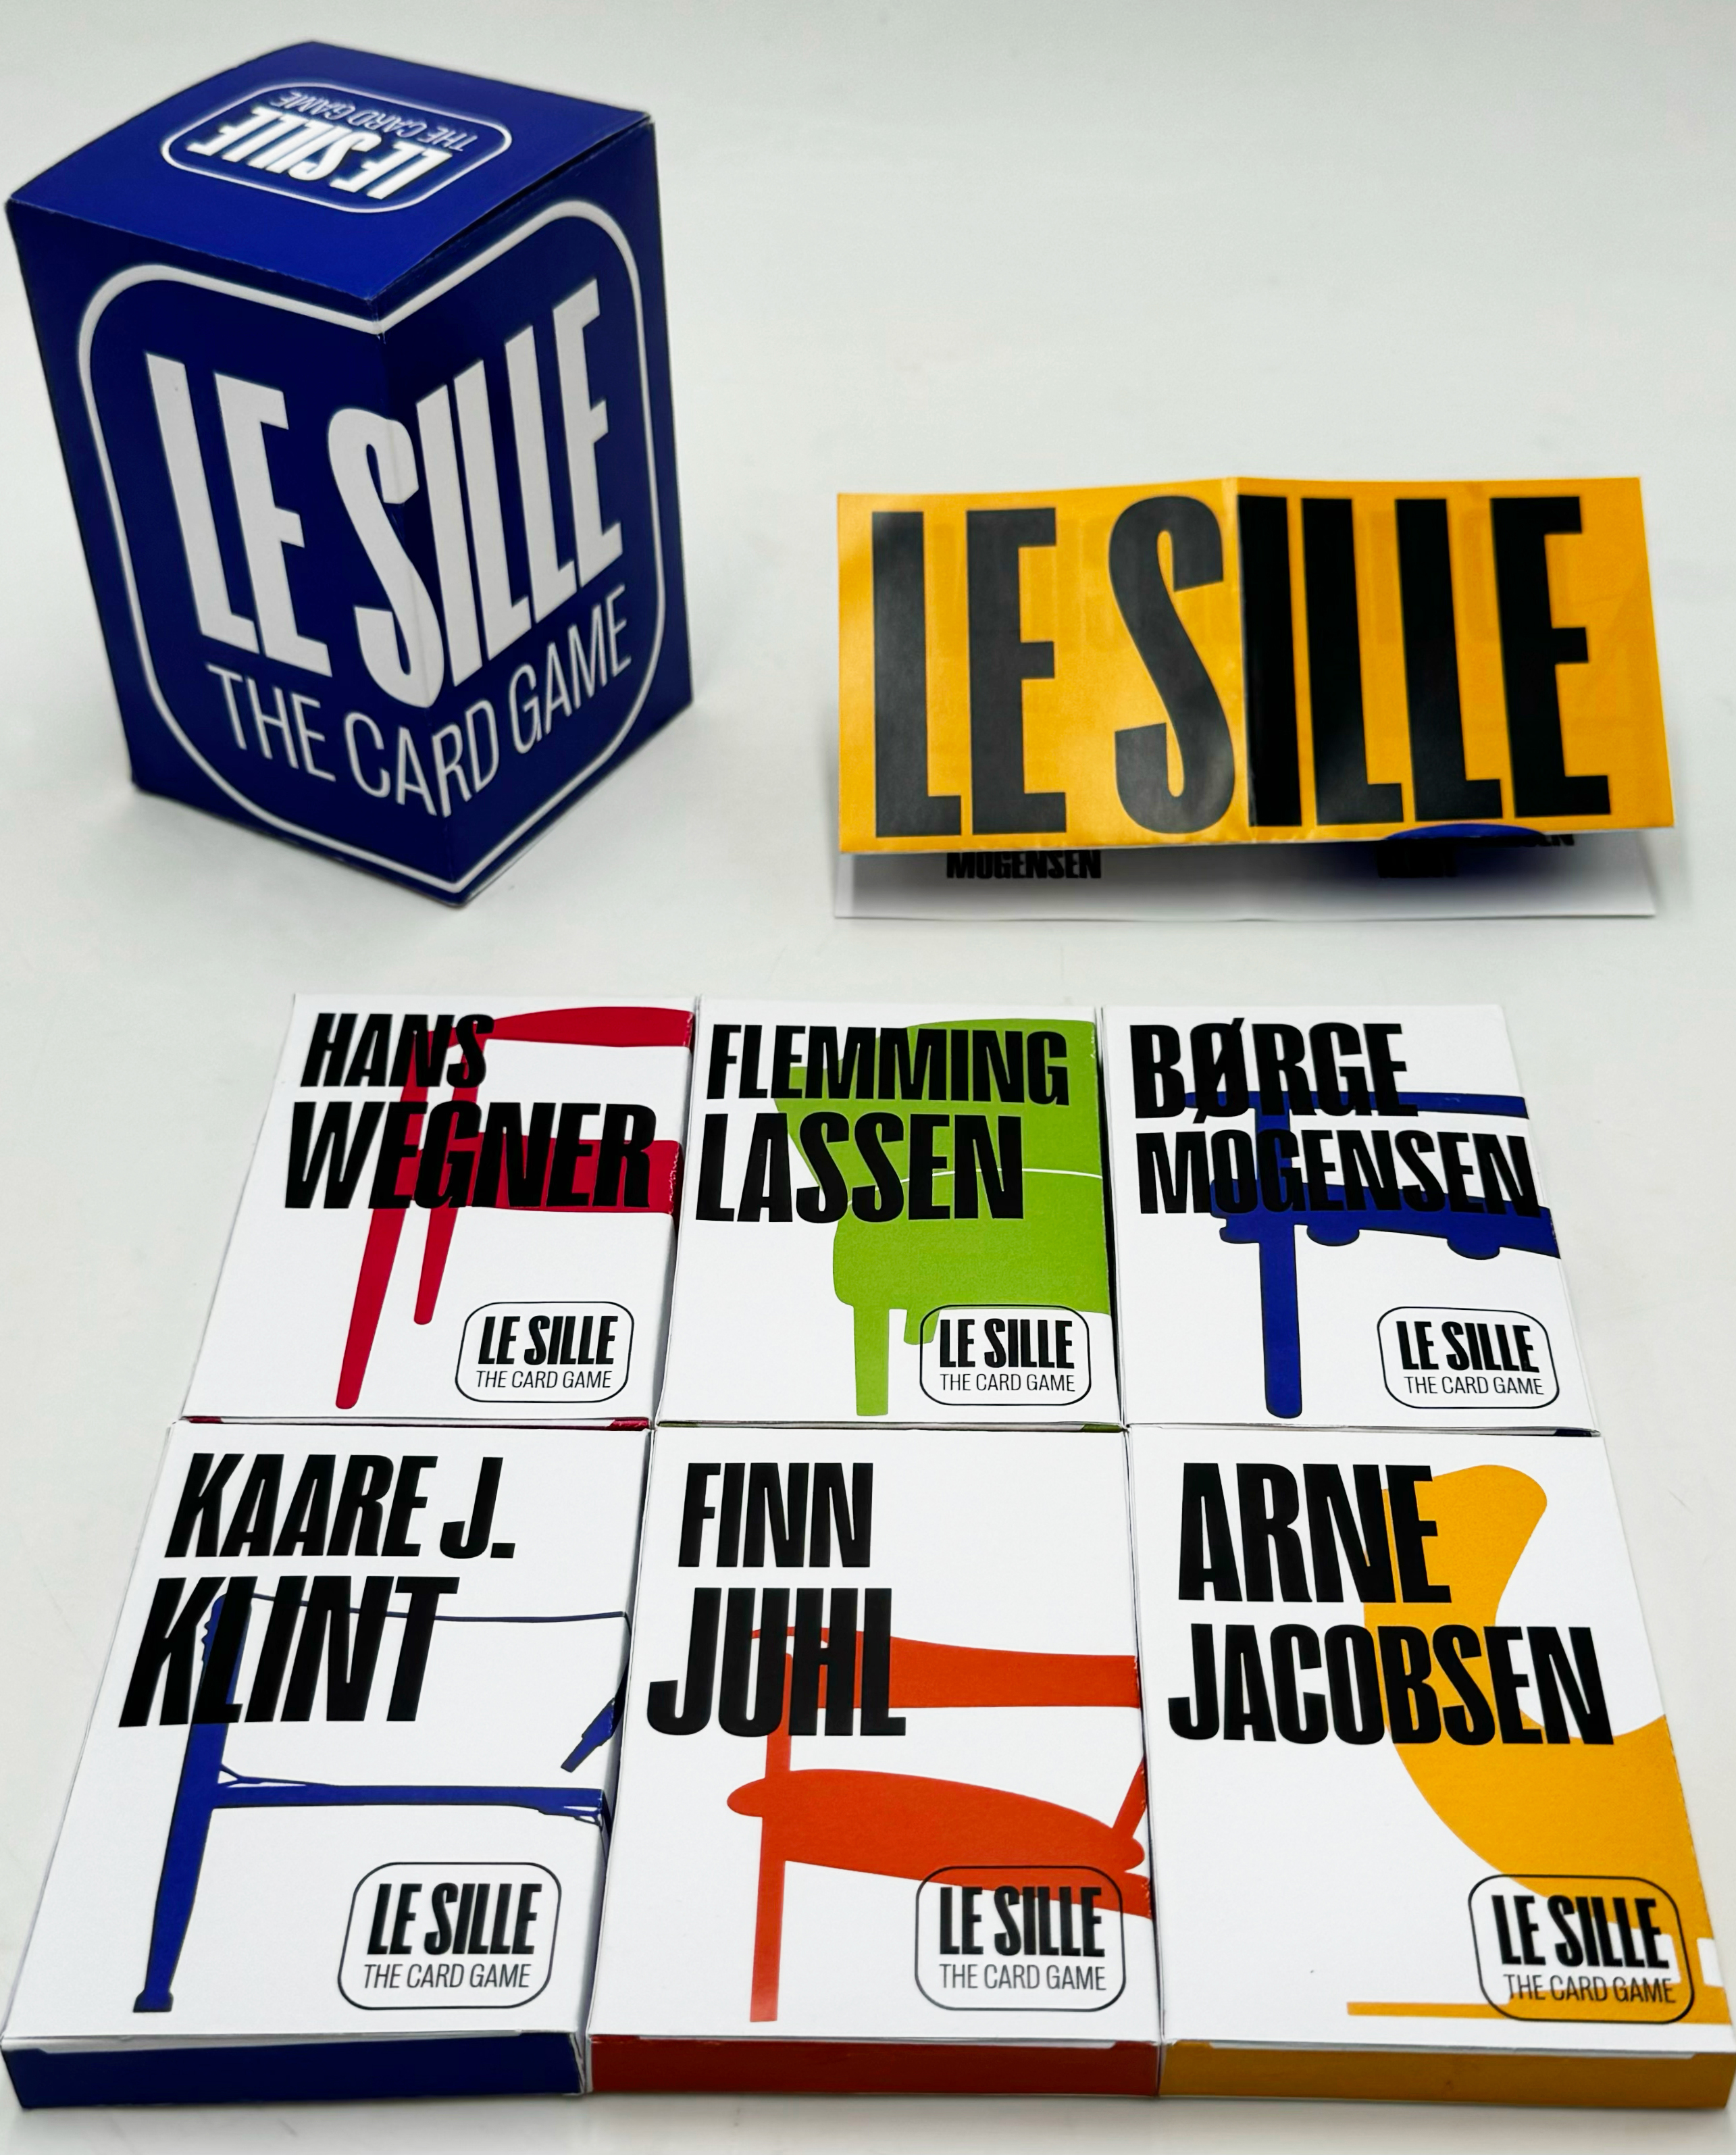 LE SILLE
THE CARD GAME
LE SILLE
THE CARD GAME
LE SILLE
MOGENSEN
HANS
WEGNER
LE SILLE
THE CARD GAME
FLEMMING
LASSEN
LE SILLE
THE CARD GAME
BØRGE
MOGENSEN
LE SILLE
THE CARD GAME
KAARE J.
KLINT
LE SILLE
THE CARD GAME
FINN
JUHL
LE SILLE
THE CARD GAME
ARNE
JACOBSEN
LE SILLE
THE CARD GAME